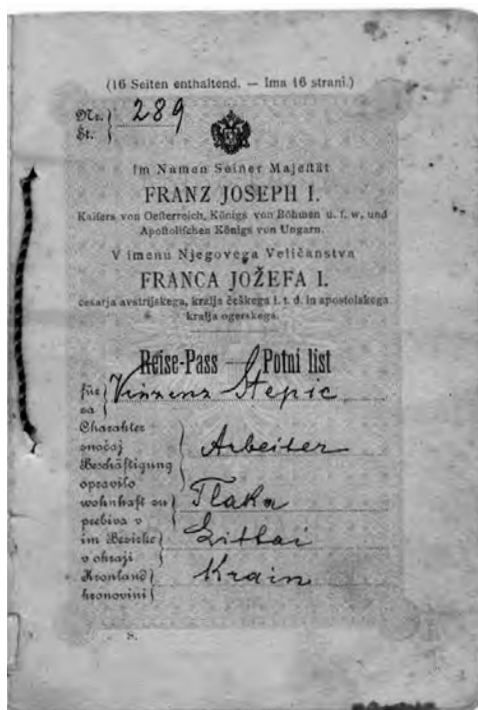 (16 Seiten enthaltend. — Ima 16 strani.)
Nr. } 289
Št.
Im Namen Seiner Majestät
FRANZ JOSEPH I.
Kaisers von Oesterreich, Königs von Böhmen u. s. w. und
Apostolischen Königs von Ungarn.
V imenu Njegovega Veličanstva
FRANCA JOŽEFA I.
cesarja avstrijskega, kralja češkega i. t. d. in apostolskega
kralja ogerskega.
Reise-Pass — Potni list
für } Vinzenz Stepic
za
Charakter
značaj
Beschäftigung } Arbeiter
opravilo
wohnhaft zu } Tlaka
prebiva v
im Bezirke } Littai
v okraji
Kronland } Krain
kronovini